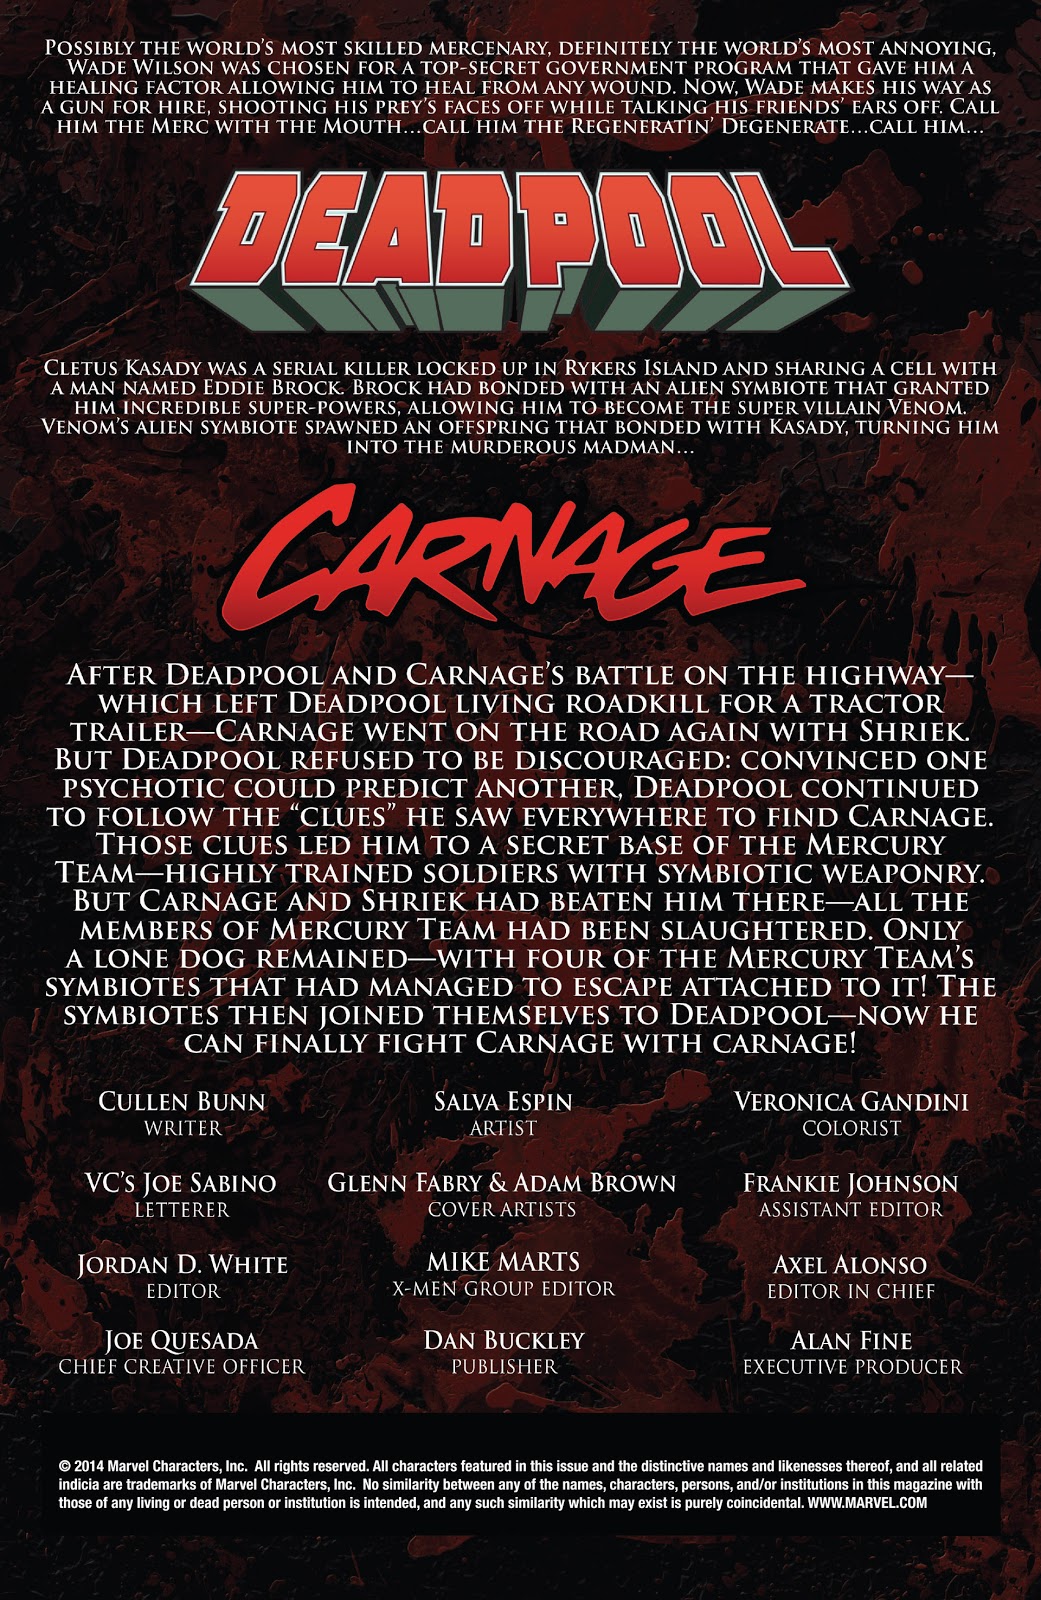 Possibly the world's most skilled mercenary, definitely the world's most annoying,
Wade Wilson was chosen for a top-secret government program that gave him a
healing factor allowing him to heal from any wound. Now, Wade makes his way as
a gun for hire, shooting his prey's faces off while talking his friends' ears off. Call
him the Merc with the Mouth...call him the Regeneratin' Degenerate...call him...
DEADPOOL
Cletus Kasady was a serial killer locked up in Rykers Island and sharing a cell with
a man named Eddie Brock. Brock had bonded with an alien symbiote that granted
him incredible super-powers, allowing him to become the super villain Venom.
Venom's alien symbiote spawned an offspring that bonded with Kasady, turning him
into the murderous madman...
CARNAGE
After Deadpool and Carnage's battle on the highway—
which left Deadpool living roadkill for a tractor
trailer—Carnage went on the road again with Shriek.
But Deadpool refused to be discouraged: convinced one
psychotic could predict another, Deadpool continued
to follow the "clues" he saw everywhere to find Carnage.
Those clues led him to a secret base of the Mercury
Team—highly trained soldiers with symbiotic weaponry.
But Carnage and Shriek had beaten him there—all the
members of Mercury Team had been slaughtered. Only
a lone dog remained—with four of the Mercury Team's
symbiotes that had managed to escape attached to it! The
symbiotes then joined themselves to Deadpool—now he
can finally fight Carnage with carnage!
Cullen Bunn Salva Espin Veronica Gandini
writer artist colorist
VC's Joe Sabino Glenn Fabry & Adam Brown Frankie Johnson
letterer cover artists assistant editor
Jordan D. White Mike Marts Axel Alonso
editor X-Men group editor editor in chief
Joe Quesada Dan Buckley Alan Fine
chief creative officer publisher executive producer
© 2014 Marvel Characters, Inc. All rights reserved. All characters featured in this issue and the distinctive names and likenesses thereof, and all related
indicia are trademarks of Marvel Characters, Inc. No similarity between any of the names, characters, persons, and/or institutions in this magazine with
those of any living or dead person or institution is intended, and any such similarity which may exist is purely coincidental. WWW.MARVEL.COM